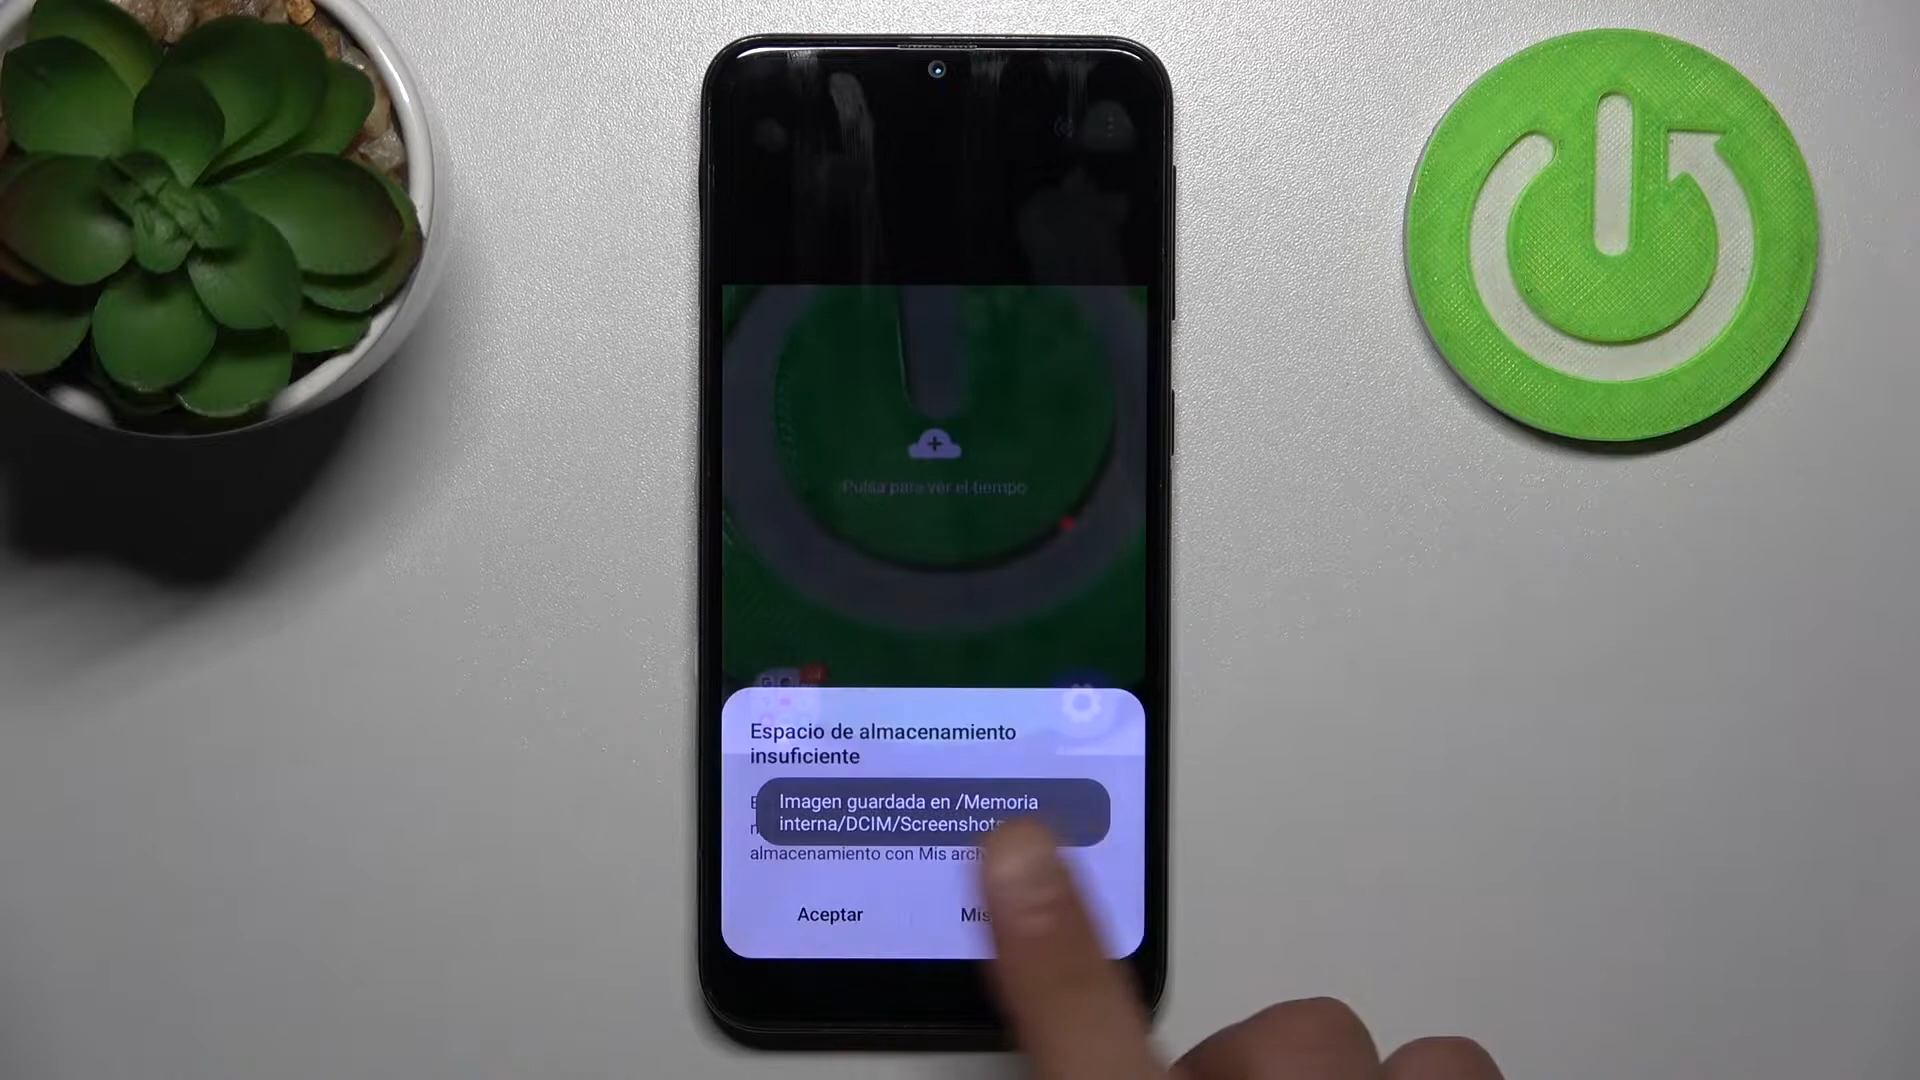 Pulsa para ver el tiempo
Espacio de almacenamiento
insuficiente
Imagen guardada en /Memoria
interna/DCIM/Screenshots
almacenamiento con Mis
Aceptar
Mis